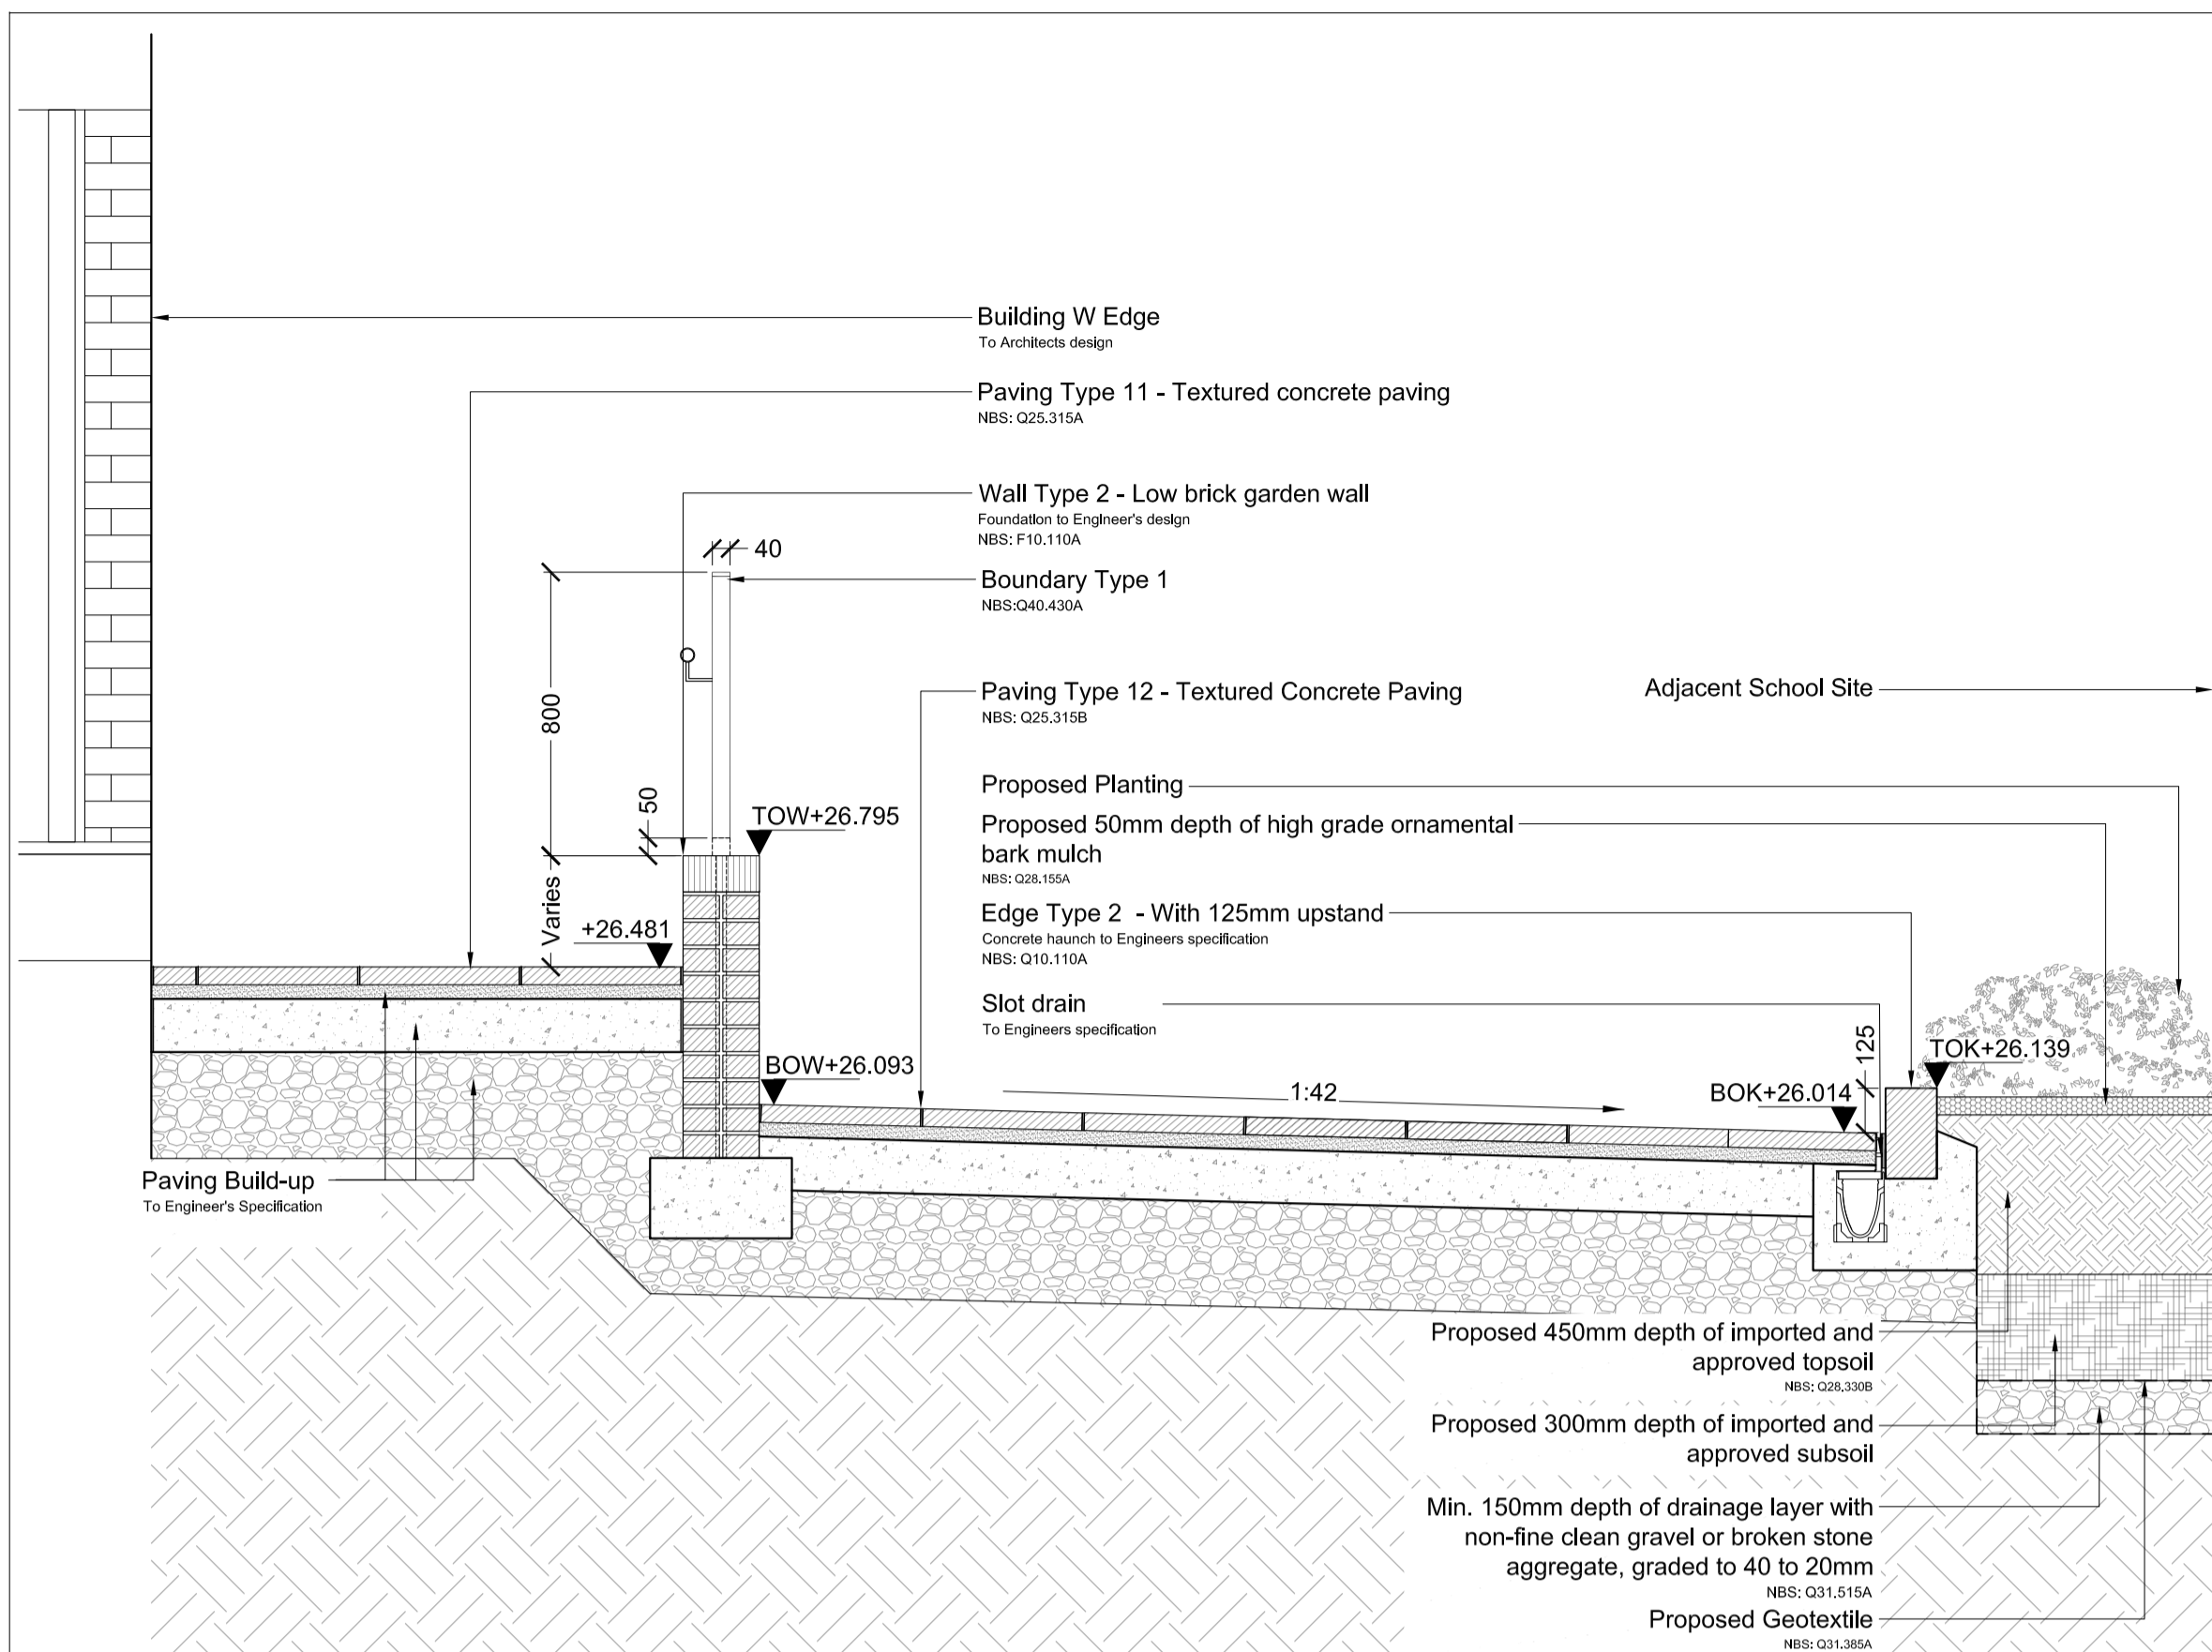 Building W Edge
To Architects design
Paving Type 11 - Textured concrete paving
NBS: Q25.315A
Wall Type 2 - Low brick garden wall
Foundation to Engineer's design
NBS: F10.110A
40
Boundary Type 1
NBS:Q40.430A
800
Paving Type 12 - Textured Concrete Paving
NBS: Q25.315B
Adjacent School Site
Proposed Planting
50
TOW+26.795
Proposed 50mm depth of high grade ornamental
bark mulch
NBS: Q28.155A
Varies
+26.481
Edge Type 2 - With 125mm upstand
Concrete haunch to Engineers specification
NBS: Q10.110A
Slot drain
To Engineers specification
125
TOK+26.139
BOW+26.093
1:42
BOK+26.014
Paving Build-up
To Engineer's Specification
Proposed 450mm depth of imported and
approved topsoil
NBS: Q28.330B
Proposed 300mm depth of imported and
approved subsoil
Min. 150mm depth of drainage layer with
non-fine clean gravel or broken stone
aggregate, graded to 40 to 20mm
NBS: Q31.515A
Proposed Geotextile
NBS: Q31.385A